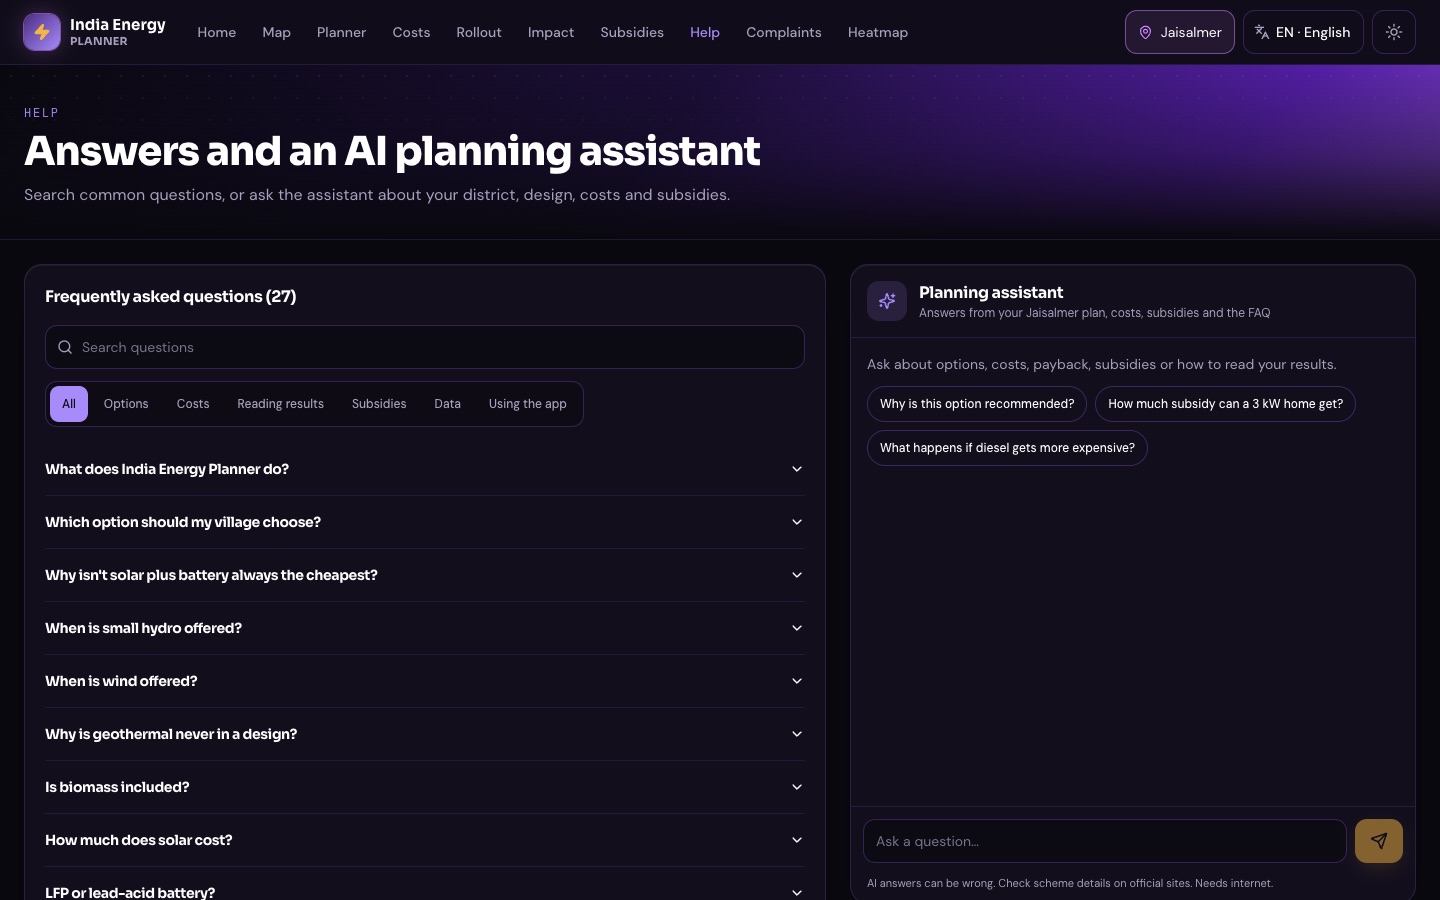 India Energy
PLANNER
Home
Map
Planner
Costs
Rollout
Impact
Subsidies
Help
Complaints
Heatmap
Jaisalmer
EN · English
HELP
Answers and an AI planning assistant
Search common questions, or ask the assistant about your district, design, costs and subsidies.
Frequently asked questions (27)
Search questions
All
Options
Costs
Reading results
Subsidies
Data
Using the app
What does India Energy Planner do?
Which option should my village choose?
Why isn't solar plus battery always the cheapest?
When is small hydro offered?
When is wind offered?
Why is geothermal never in a design?
Is biomass included?
How much does solar cost?
LFP or lead-acid battery?
Planning assistant
Answers from your Jaisalmer plan, costs, subsidies and the FAQ
Ask about options, costs, payback, subsidies or how to read your results.
Why is this option recommended?
How much subsidy can a 3 kW home get?
What happens if diesel gets more expensive?
Ask a question…
AI answers can be wrong. Check scheme details on official sites. Needs internet.